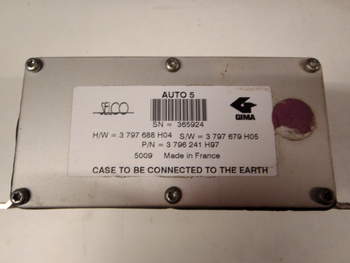 AUTO 5
SELCO
GIMA
SN = 365924
H/W = 3 797 688 H04 S/W = 3 797 679 H05
P/N = 3 796 241 H97
5009 Made in France
CASE TO BE CONNECTED TO THE EARTH